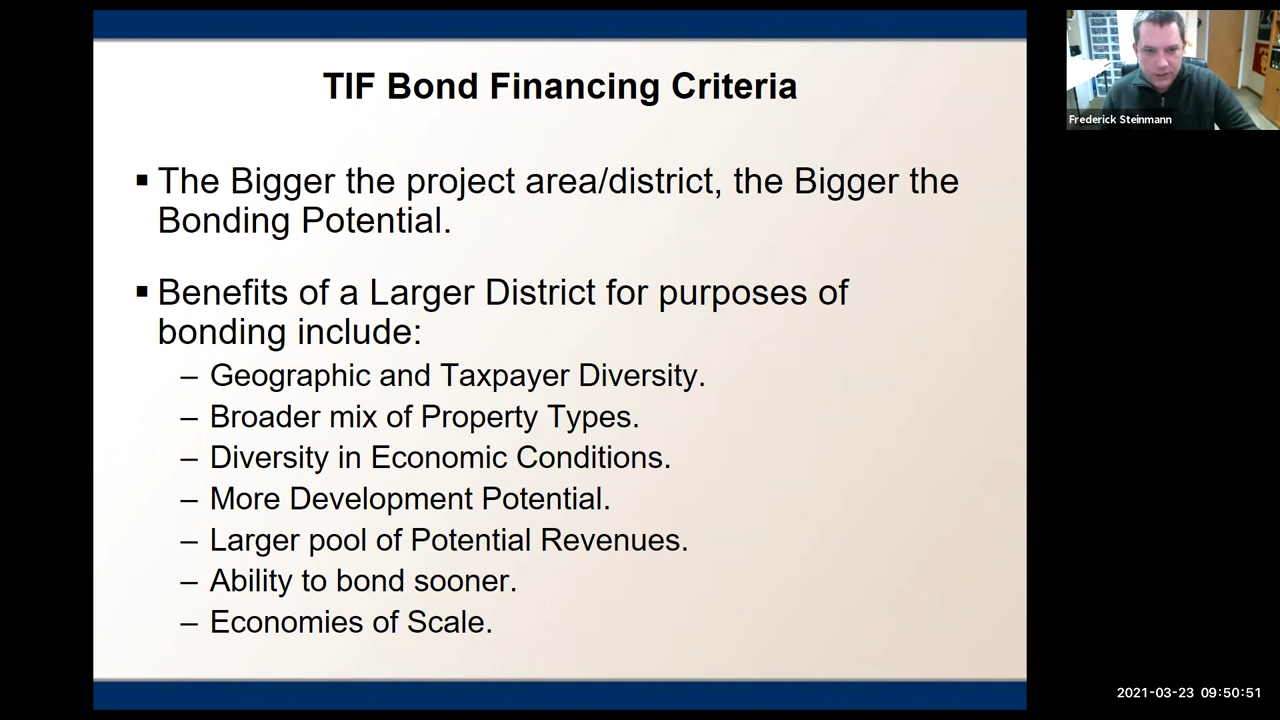 TIF Bond Financing Criteria
▪ The Bigger the project area/district, the Bigger the
Bonding Potential.
▪ Benefits of a Larger District for purposes of
bonding include:
– Geographic and Taxpayer Diversity.
– Broader mix of Property Types.
– Diversity in Economic Conditions.
– More Development Potential.
– Larger pool of Potential Revenues.
– Ability to bond sooner.
– Economies of Scale.
Frederick Steinmann
2021-03-23 09:50:51